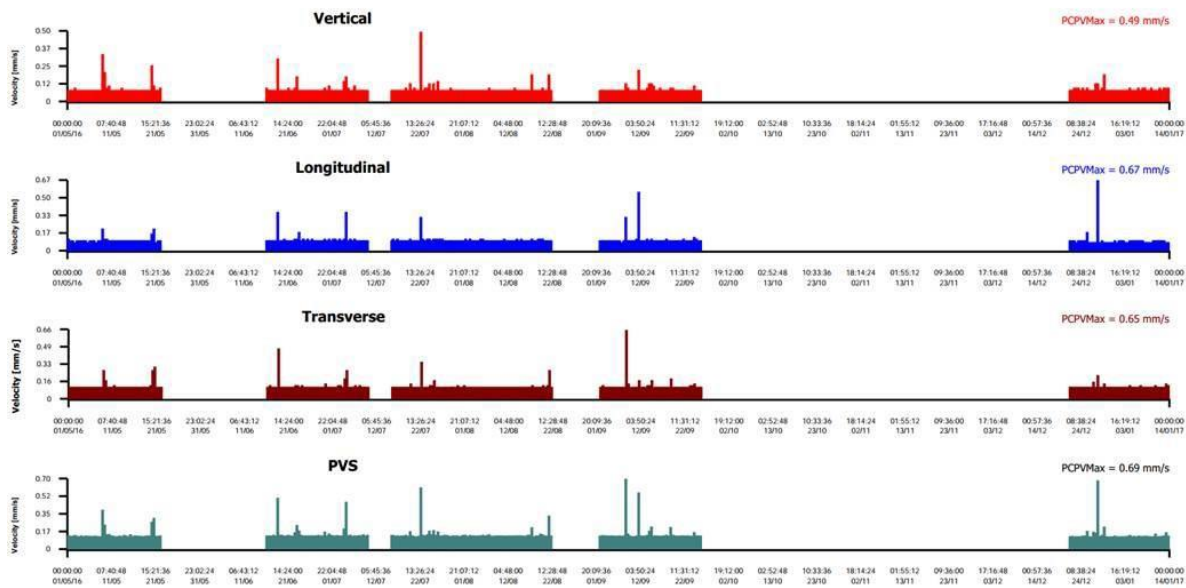 Vertical
PCPVMax = 0.49 mm/s
Velocity [mm/s]
0.50
0.37
0.25
0.12
0
00:00:00 07:40:48 15:21:36 23:02:24 06:43:12 14:24:00 22:04:48 05:45:36 13:26:24 21:07:12 04:48:00 12:28:48 20:09:36 03:50:24 11:31:12 19:12:00 02:52:48 10:33:36 18:14:24 01:55:12 09:36:00 17:16:48 00:57:36 08:38:24 16:19:12 00:00:00
01/05/16 11/05 21/05 31/05 11/06 21/06 01/07 12/07 22/07 01/08 12/08 22/08 01/09 12/09 22/09 02/10 13/10 23/10 02/11 13/11 23/11 03/12 14/12 24/12 03/01 14/01/17
Longitudinal
PCPVMax = 0.67 mm/s
Velocity [mm/s]
0.67
0.50
0.33
0.17
0
00:00:00 07:40:48 15:21:36 23:02:24 06:43:12 14:24:00 22:04:48 05:45:36 13:26:24 21:07:12 04:48:00 12:28:48 20:09:36 03:50:24 11:31:12 19:12:00 02:52:48 10:33:36 18:14:24 01:55:12 09:36:00 17:16:48 00:57:36 08:38:24 16:19:12 00:00:00
01/05/16 11/05 21/05 31/05 11/06 21/06 01/07 12/07 22/07 01/08 12/08 22/08 01/09 12/09 22/09 02/10 13/10 23/10 02/11 13/11 23/11 03/12 14/12 24/12 03/01 14/01/17
Transverse
PCPVMax = 0.65 mm/s
Velocity [mm/s]
0.66
0.49
0.33
0.16
0
00:00:00 07:40:48 15:21:36 23:02:24 06:43:12 14:24:00 22:04:48 05:45:36 13:26:24 21:07:12 04:48:00 12:28:48 20:09:36 03:50:24 11:31:12 19:12:00 02:52:48 10:33:36 18:14:24 01:55:12 09:36:00 17:16:48 00:57:36 08:38:24 16:19:12 00:00:00
01/05/16 11/05 21/05 31/05 11/06 21/06 01/07 12/07 22/07 01/08 12/08 22/08 01/09 12/09 22/09 02/10 13/10 23/10 02/11 13/11 23/11 03/12 14/12 24/12 03/01 14/01/17
PVS
PCPVMax = 0.69 mm/s
Velocity [mm/s]
0.70
0.52
0.35
0.17
0
00:00:00 07:40:48 15:21:36 23:02:24 06:43:12 14:24:00 22:04:48 05:45:36 13:26:24 21:07:12 04:48:00 12:28:48 20:09:36 03:50:24 11:31:12 19:12:00 02:52:48 10:33:36 18:14:24 01:55:12 09:36:00 17:16:48 00:57:36 08:38:24 16:19:12 00:00:00
01/05/16 11/05 21/05 31/05 11/06 21/06 01/07 12/07 22/07 01/08 12/08 22/08 01/09 12/09 22/09 02/10 13/10 23/10 02/11 13/11 23/11 03/12 14/12 24/12 03/01 14/01/17